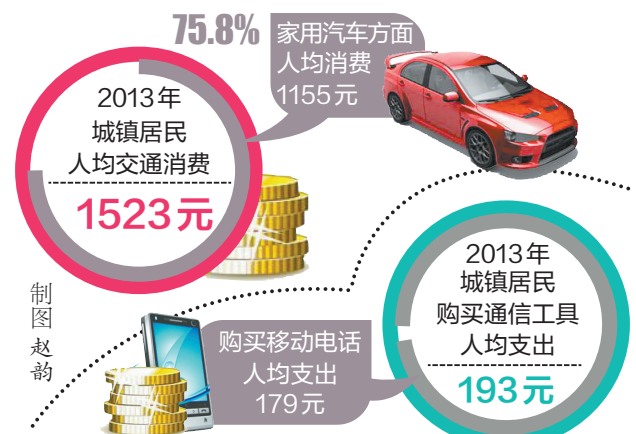 75.8%
家用汽车方面
人均消费
1155元
2013年
城镇居民
人均交通消费
1523元
2013年
城镇居民
购买通信工具
人均支出
193元
购买移动电话
人均支出
179元
制图 赵韵